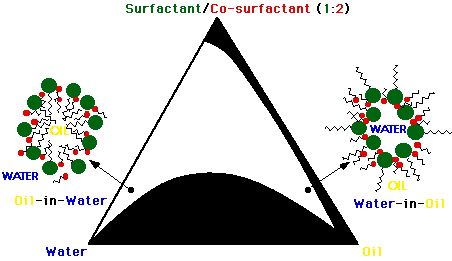 Surfactant/Co-surfactant (1:2)
OIL
WATER
Oil-in-Water
WATER
OIL
Water-in-Oil
Water
Oil